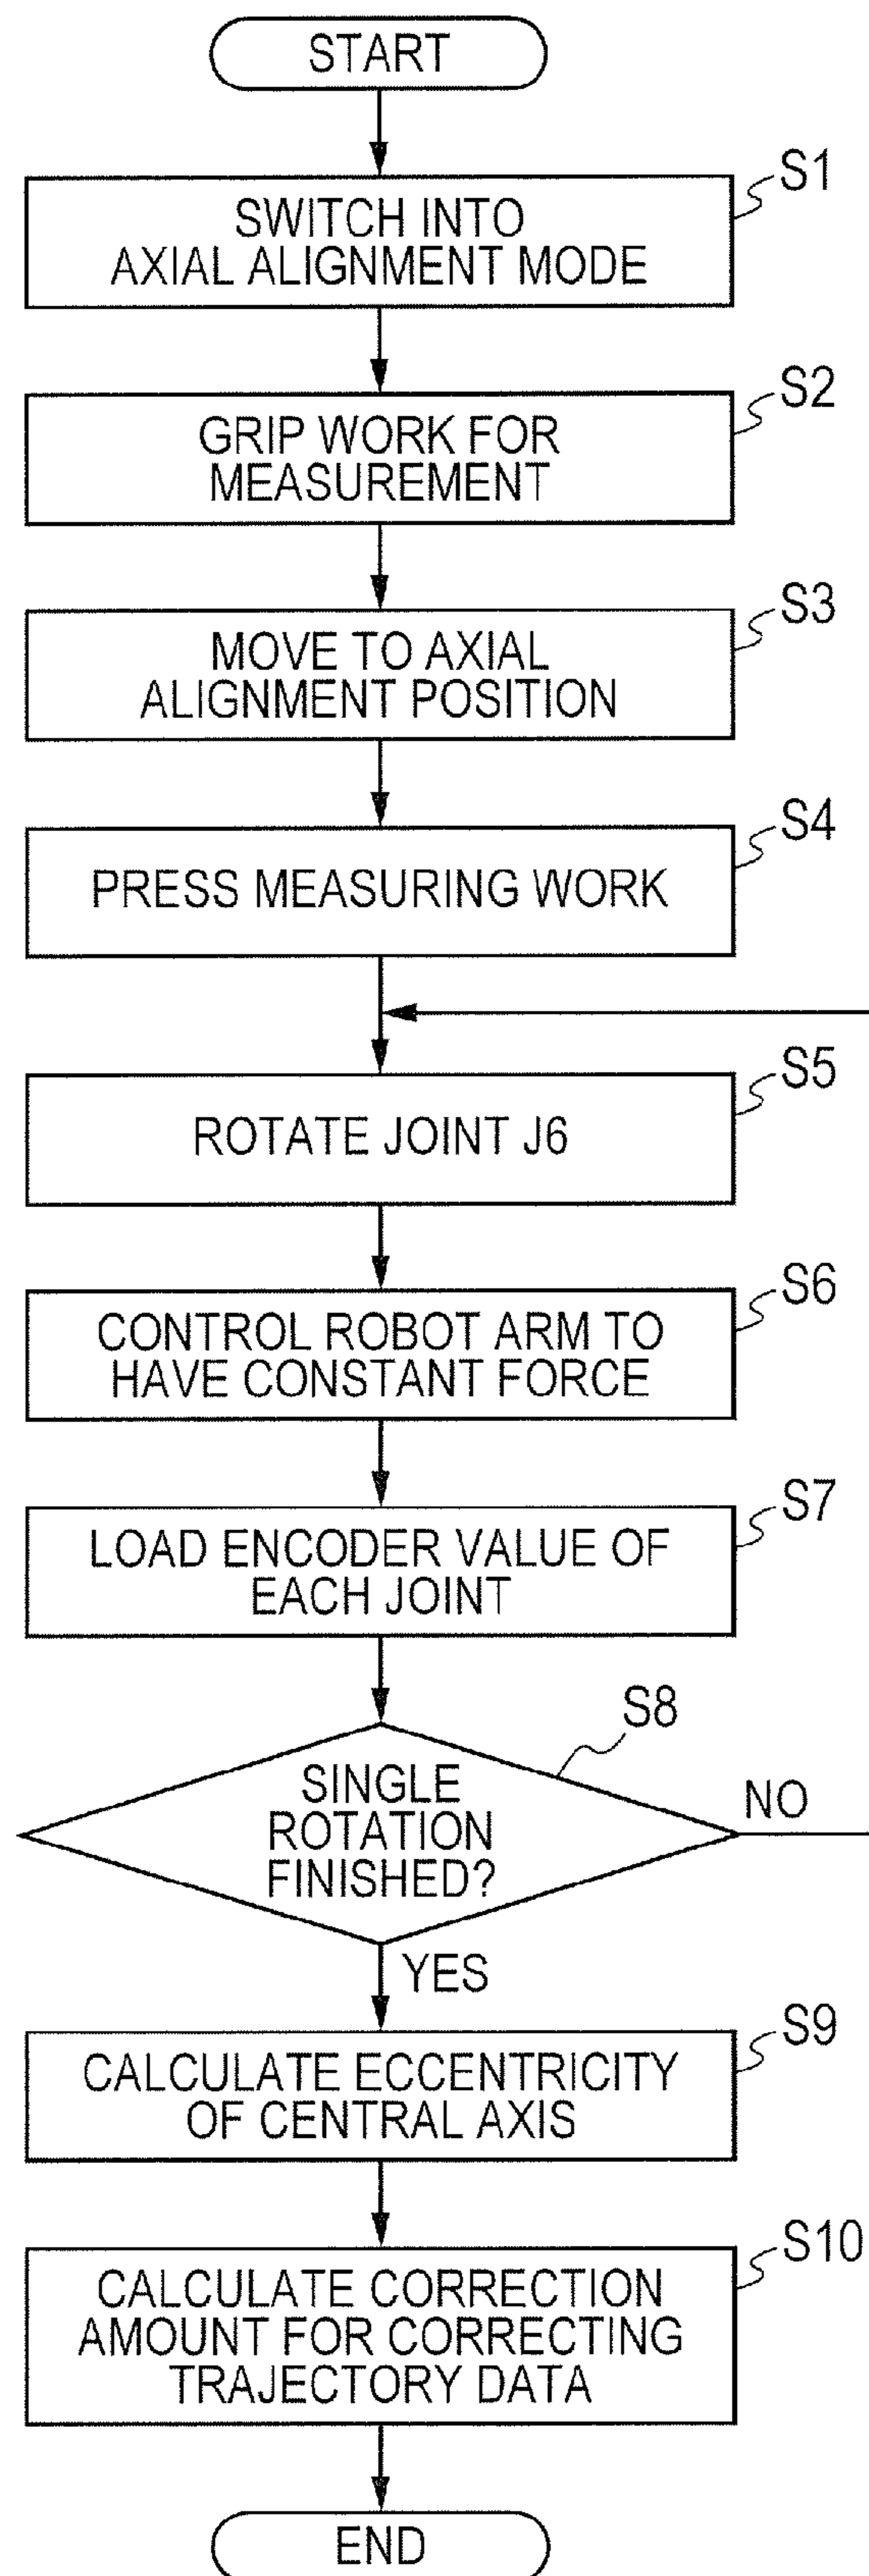 START
S1
SWITCH INTO
AXIAL ALIGNMENT MODE
S2
GRIP WORK FOR
MEASUREMENT
S3
MOVE TO AXIAL
ALIGNMENT POSITION
S4
PRESS MEASURING WORK
S5
ROTATE JOINT J6
S6
CONTROL ROBOT ARM TO
HAVE CONSTANT FORCE
S7
LOAD ENCODER VALUE OF
EACH JOINT
S8
SINGLE
ROTATION
FINISHED?
NO
YES
S9
CALCULATE ECCENTRICITY
OF CENTRAL AXIS
S10
CALCULATE CORRECTION
AMOUNT FOR CORRECTING
TRAJECTORY DATA
END